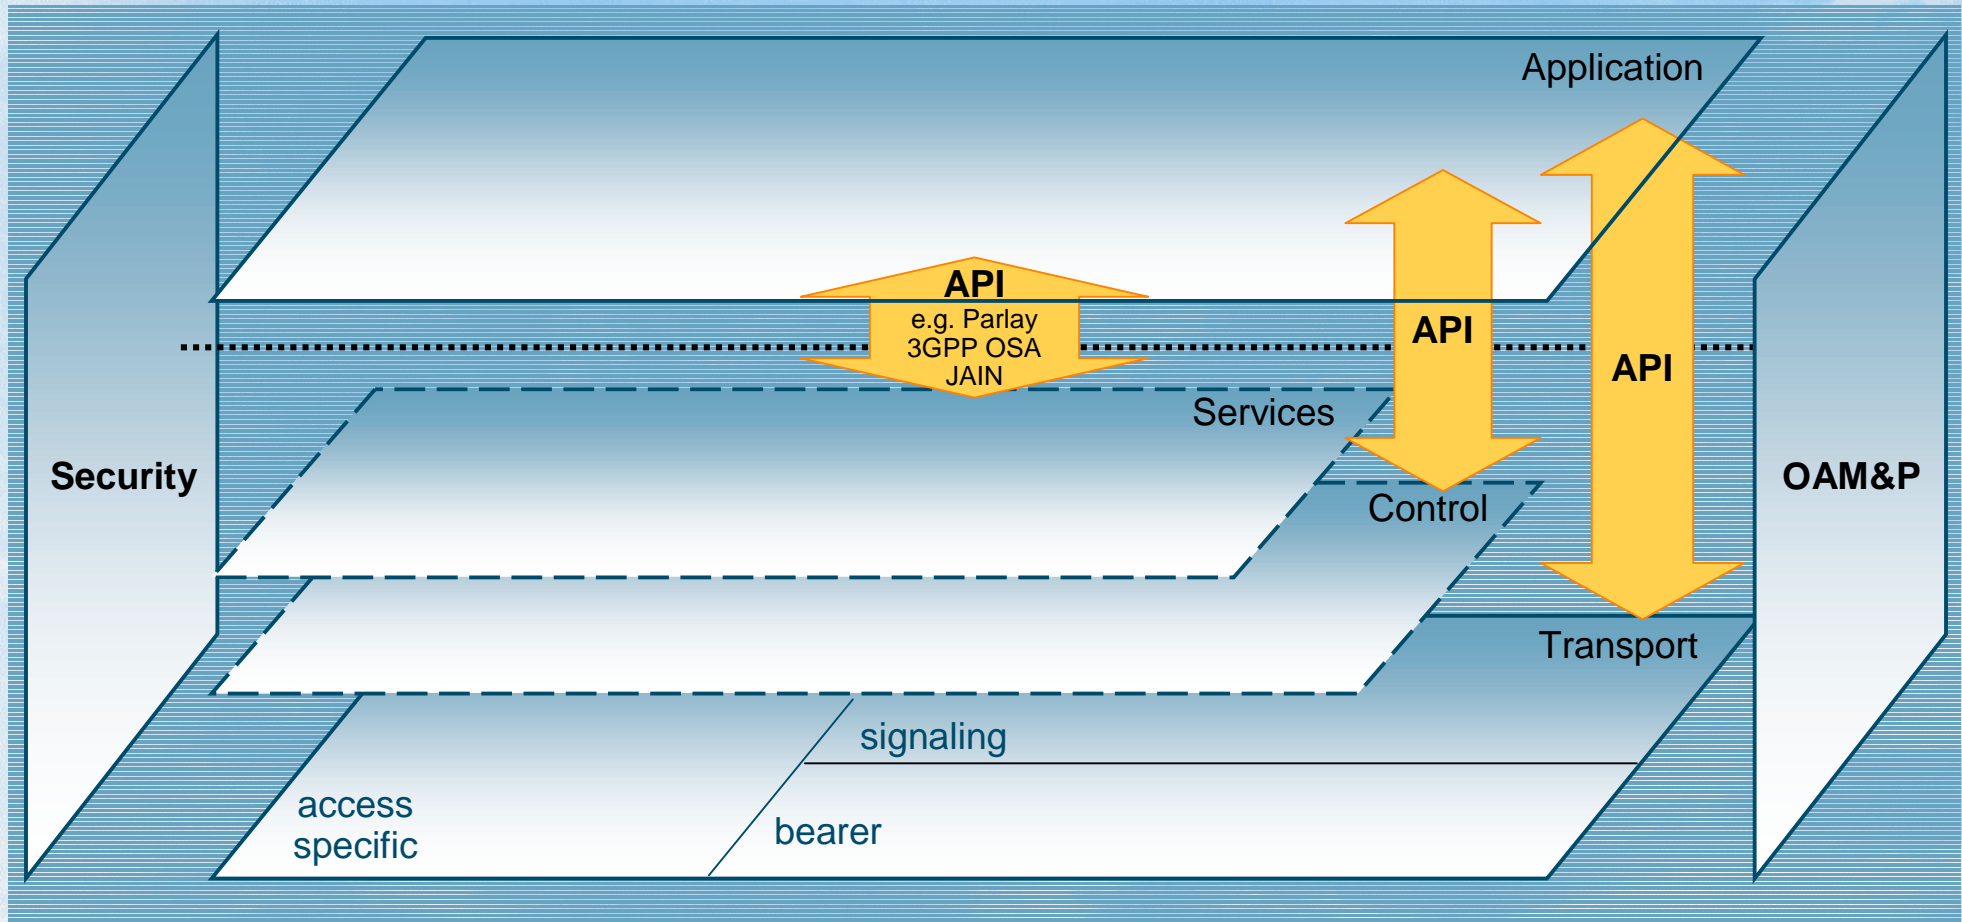 Application
API
e.g. Parlay
3GPP OSA
JAIN
API
API
Services
Security
OAM&P
Control
Transport
signaling
access
specific
bearer